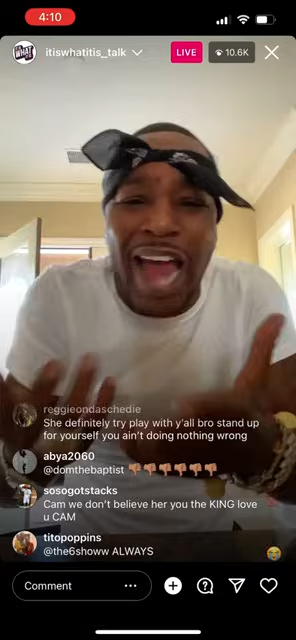 4:10
WHAT
itiswhatitis_talk
LIVE
10.6K
reggieondaschedie
She definitely try play with y'all bro stand up
for yourself you ain't doing nothing wrong
abya2060
@domthebaptist 👎🏽👎🏽👎🏽👎🏽👎🏽👎🏽
sosogotstacks
Cam we don't believe her you the KING love
u CAM
titopoppins
@the6showw ALWAYS
Comment